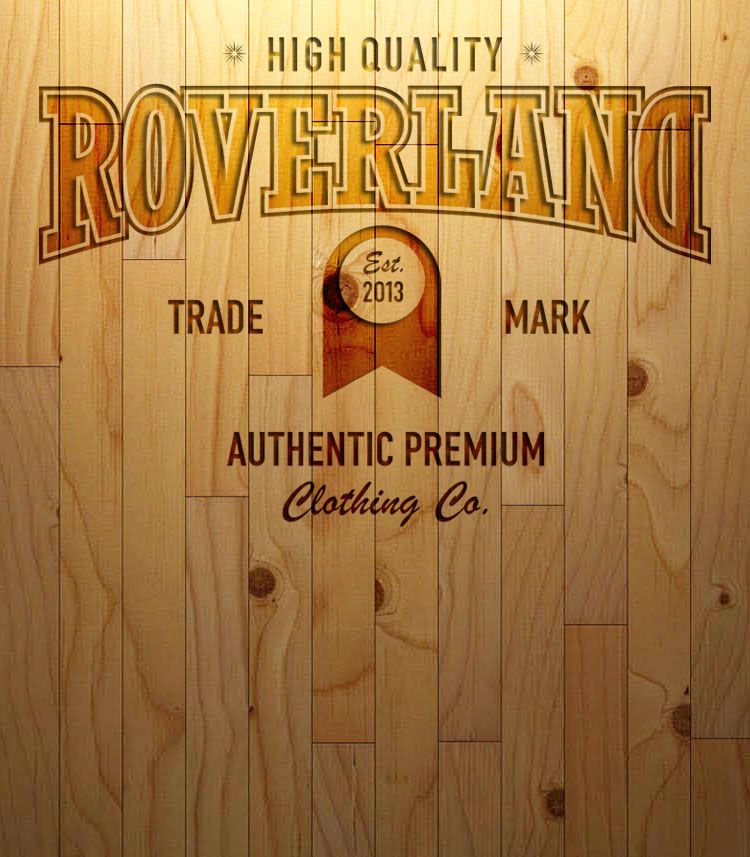 HIGH QUALITY
ROVERLAND
Est.
2013
TRADE MARK
AUTHENTIC PREMIUM
Clothing Co.